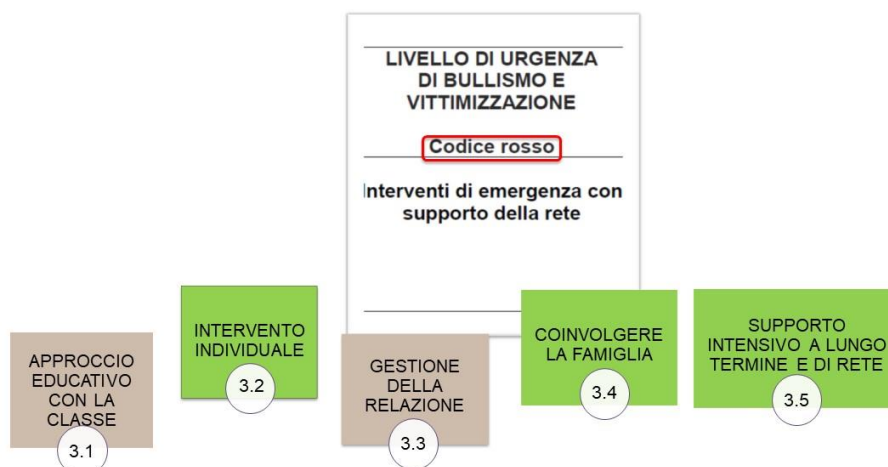 LIVELLO DI URGENZA
DI BULLISMO E
VITTIMIZZAZIONE
Codice rosso
Interventi di emergenza con
supporto della rete
APPROCCIO
EDUCATIVO
CON LA
CLASSE
3.1
INTERVENTO
INDIVIDUALE
3.2
GESTIONE
DELLA
RELAZIONE
3.3
COINVOLGERE
LA FAMIGLIA
3.4
SUPPORTO
INTENSIVO A LUNGO
TERMINE E DI RETE
3.5